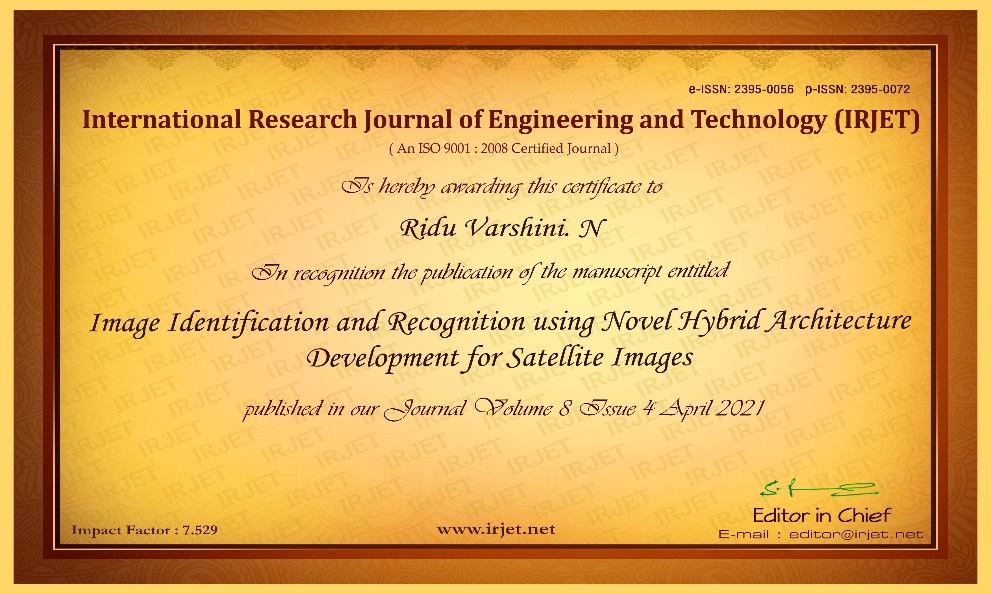 e-ISSN: 2395-0056 p-ISSN: 2395-0072
International Research Journal of Engineering and Technology (IRJET)
( An ISO 9001 : 2008 Certified Journal )
Is hereby awarding this certificate to
Ridu Varshini. N
In recognition the publication of the manuscript entitled
Image Identification and Recognition using Novel Hybrid Architecture
Development for Satellite Images
published in our Journal Volume 8 Issue 4 April 2021
Editor in Chief
Impact Factor : 7.529 www.irjet.net E-mail : editor@irjet.net